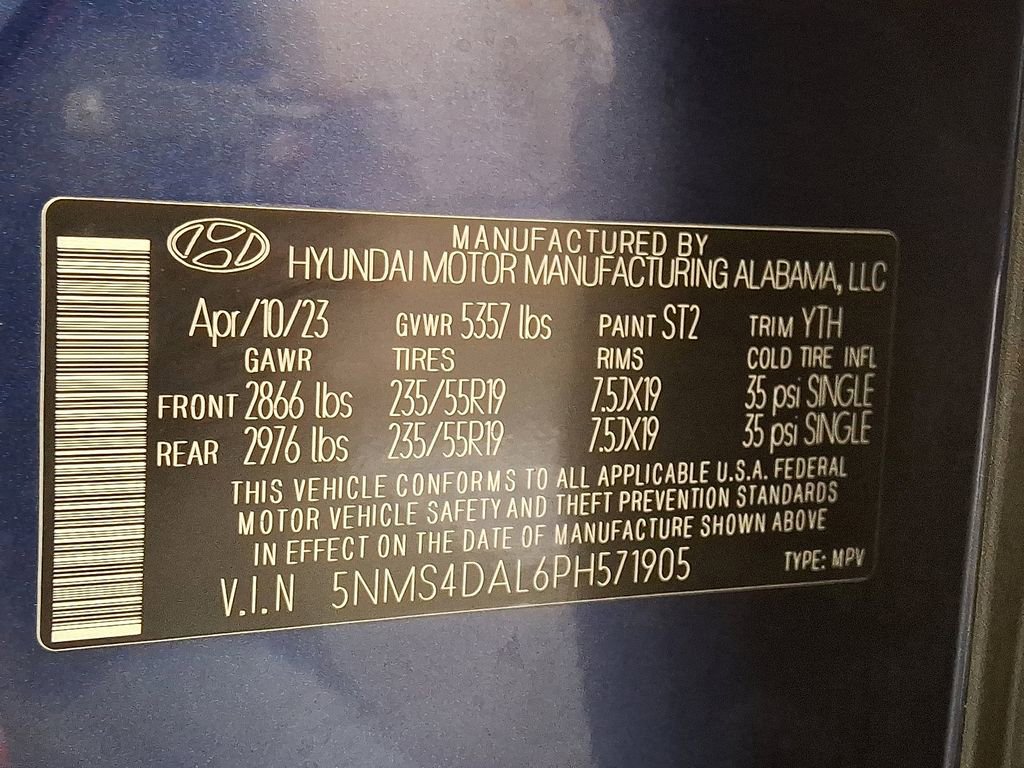 MANUFACTURED BY
HYUNDAI MOTOR MANUFACTURING ALABAMA, LLC
Apr/10/23 GVWR 5357 lbs PAINT ST2 TRIM YTH
GAWR TIRES RIMS COLD TIRE INFL
FRONT 2866 lbs 235/55R19 7.5JX19 35 psi SINGLE
REAR 2976 lbs 235/55R19 7.5JX19 35 psi SINGLE
THIS VEHICLE CONFORMS TO ALL APPLICABLE U.S.A. FEDERAL
MOTOR VEHICLE SAFETY AND THEFT PREVENTION STANDARDS
IN EFFECT ON THE DATE OF MANUFACTURE SHOWN ABOVE
V.I.N 5NMS4DAL6PH571905 TYPE: MPV